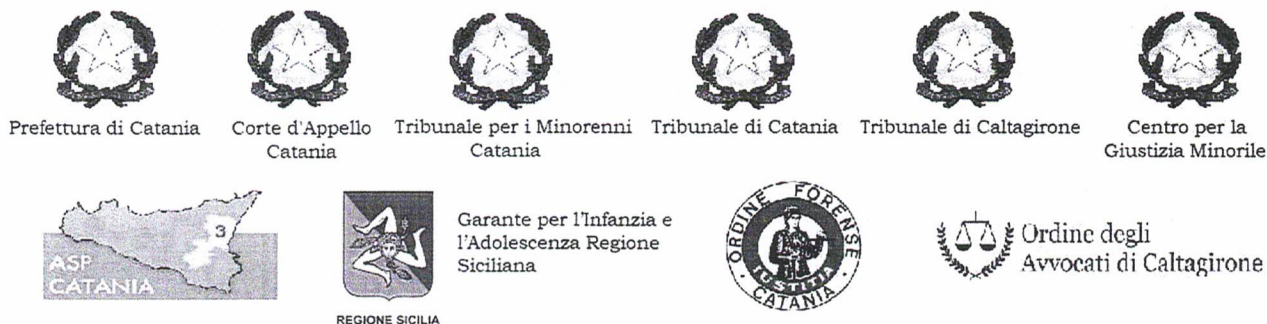 Prefettura di Catania
Corte d'Appello
Catania
Tribunale per i Minorenni
Catania
Tribunale di Catania
Tribunale di Caltagirone
Centro per la
Giustizia Minorile
3
ASP
CATANIA
REGIONE SICILIA
Garante per l'Infanzia e
l'Adolescenza Regione
Siciliana
ORDINE FORENSE
CATANIA
Ordine degli
Avvocati di Caltagirone